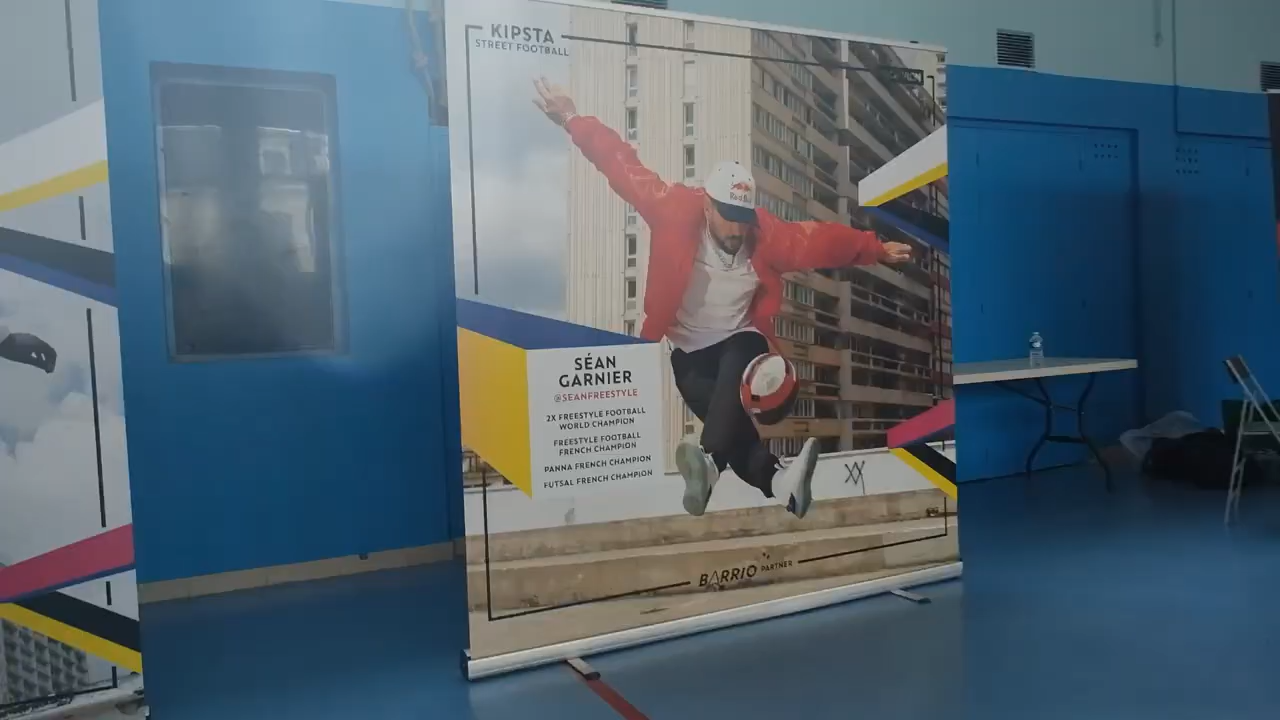 KIPSTA
STREET FOOTBALL
Red Bull
SÉAN
GARNIER
@SEANFREESTYLE
2X FREESTYLE FOOTBALL
WORLD CHAMPION
FREESTYLE FOOTBALL
FRENCH CHAMPION
PANNA FRENCH CHAMPION
FUTSAL FRENCH CHAMPION
BARRIO PARTNER